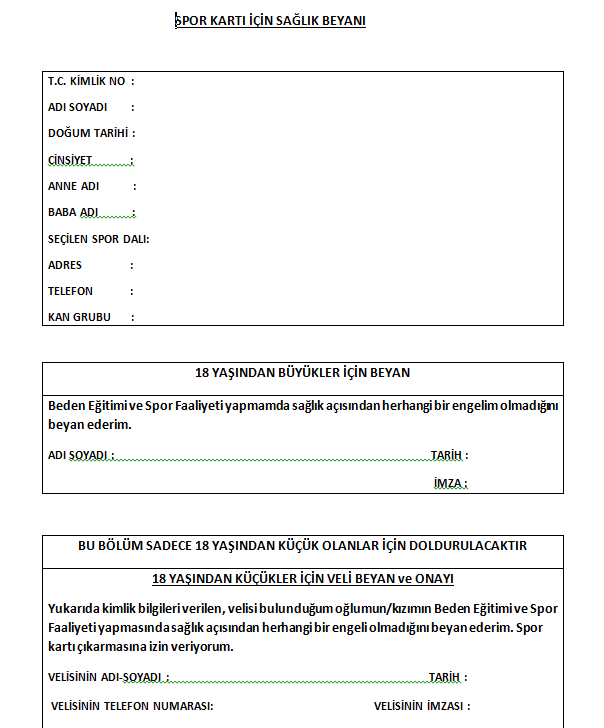 SPOR KARTI İÇİN SAĞLIK BEYANI
T.C. KİMLİK NO :
ADI SOYADI :
DOĞUM TARİHİ :
CİNSİYET :
ANNE ADI :
BABA ADI :
SEÇİLEN SPOR DALI:
ADRES :
TELEFON :
KAN GRUBU :
18 YAŞINDAN BÜYÜKLER İÇİN BEYAN
Beden Eğitimi ve Spor Faaliyeti yapmamda sağlık açısından herhangi bir engelim olmadığını
beyan ederim.
ADI SOYADI : TARİH :
İMZA :
BU BÖLÜM SADECE 18 YAŞINDAN KÜÇÜK OLANLAR İÇİN DOLDURULACAKTIR
18 YAŞINDAN KÜÇÜKLER İÇİN VELİ BEYAN ve ONAYI
Yukarıda kimlik bilgileri verilen, velisi bulunduğum oğlumun/kızımın Beden Eğitimi ve Spor
Faaliyeti yapmasında sağlık açısından herhangi bir engeli olmadığını beyan ederim. Spor
kartı çıkarmasına izin veriyorum.
VELİSİNİN ADI-SOYADI : TARİH :
VELİSİNİN TELEFON NUMARASI: VELİSİNİN İMZASI :